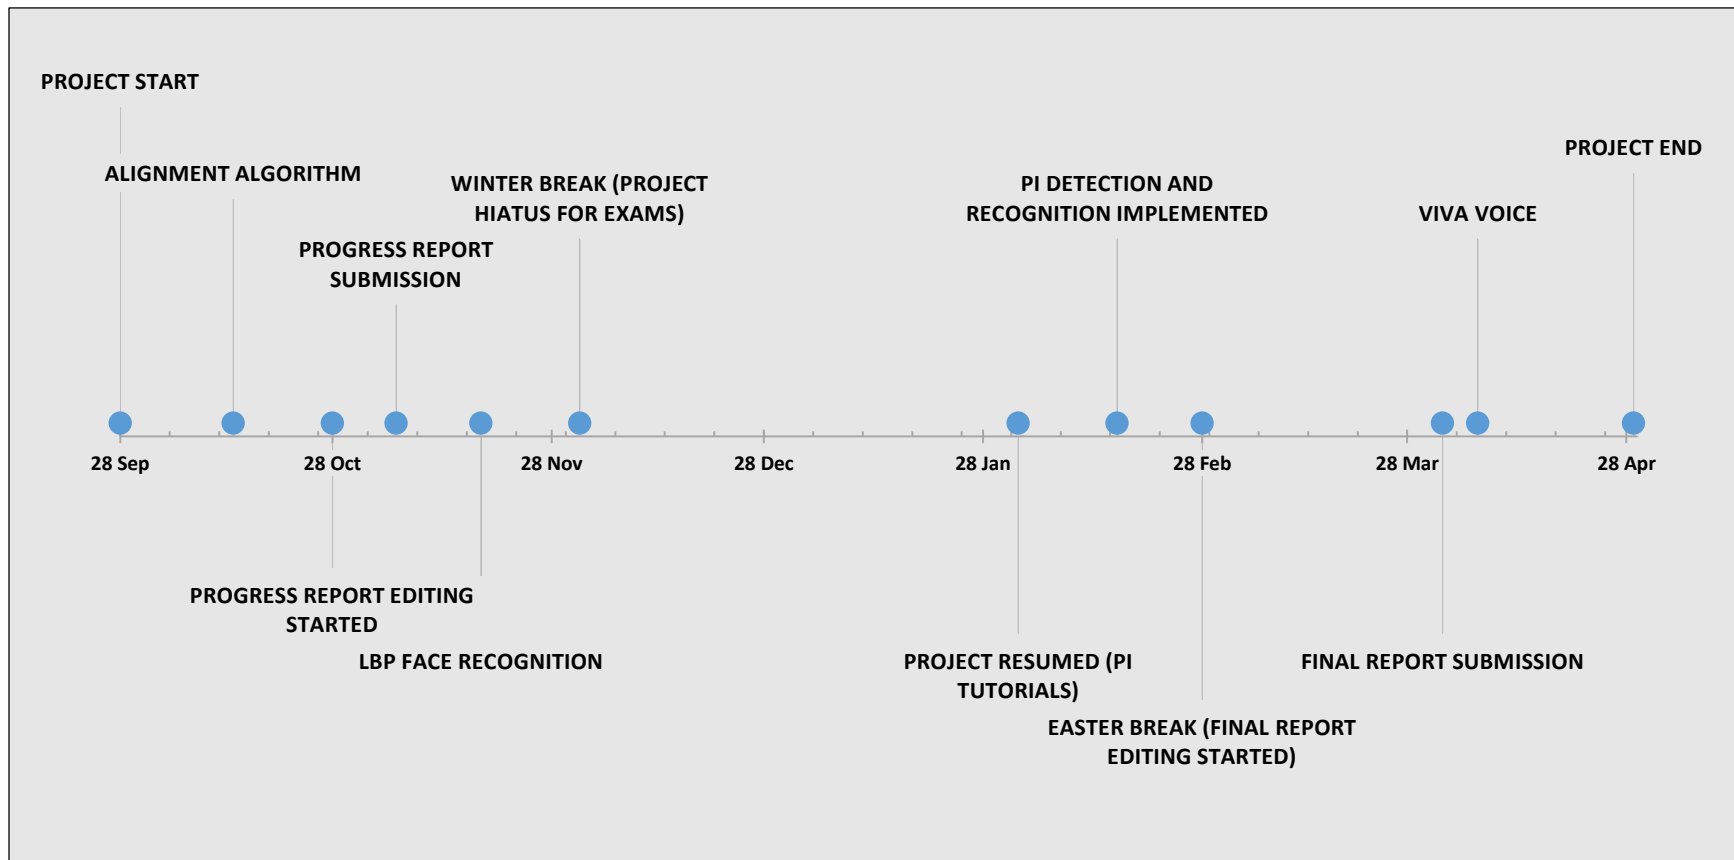 PROJECT START
ALIGNMENT ALGORITHM
PROGRESS REPORT
SUBMISSION
WINTER BREAK (PROJECT
HIATUS FOR EXAMS)
PI DETECTION AND
RECOGNITION IMPLEMENTED
VIVA VOICE
PROJECT END
28 Sep
28 Oct
28 Nov
28 Dec
28 Jan
28 Feb
28 Mar
28 Apr
PROGRESS REPORT EDITING
STARTED
LBP FACE RECOGNITION
PROJECT RESUMED (PI
TUTORIALS)
EASTER BREAK (FINAL REPORT
EDITING STARTED)
FINAL REPORT SUBMISSION